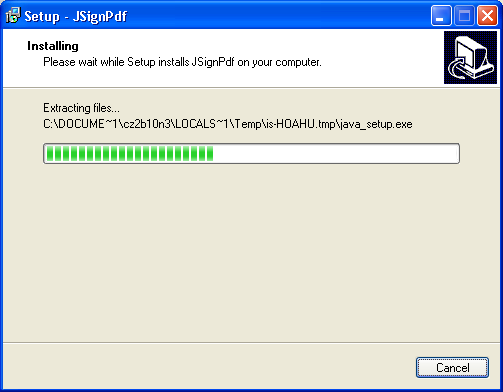 Setup - JSignPdf
Installing
Please wait while Setup installs JSignPdf on your computer.
Extracting files...
C:\DOCUME~1\cz2b10n3\LOCALS~1\Temp\is-HOAHU.tmp\java_setup.exe
Cancel